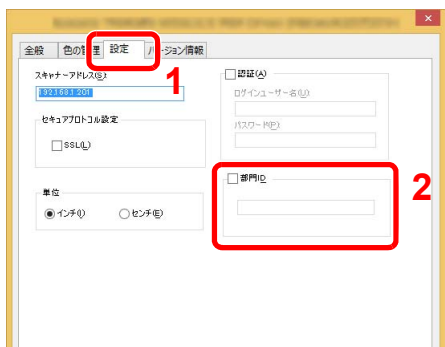 全般 色の管理 設定 バージョン情報
1
スキャナーアドレス(S):
192.168.1.201
セキュアプロトコル設定
SSL(L)
単位
インチ(I) センチ(E)
認証(A)
ログインユーザー名(U):
パスワード(P):
部門ID
2